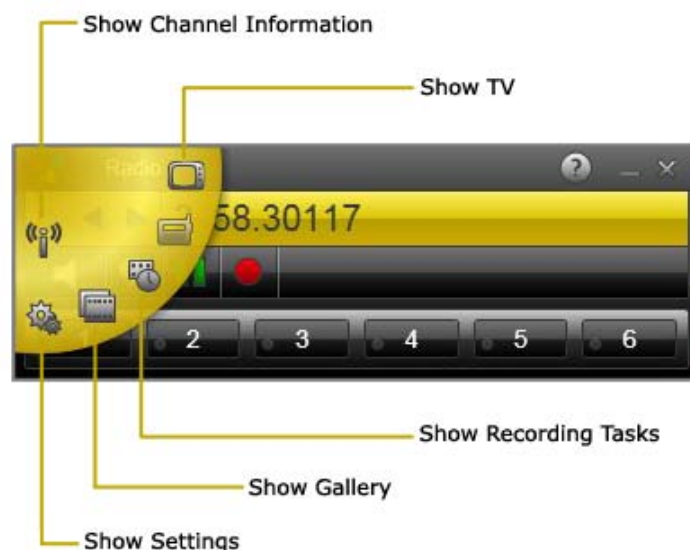 Show Channel Information
Show TV
Radio
?
58.30117
2
3
4
5
6
Show Recording Tasks
Show Gallery
Show Settings